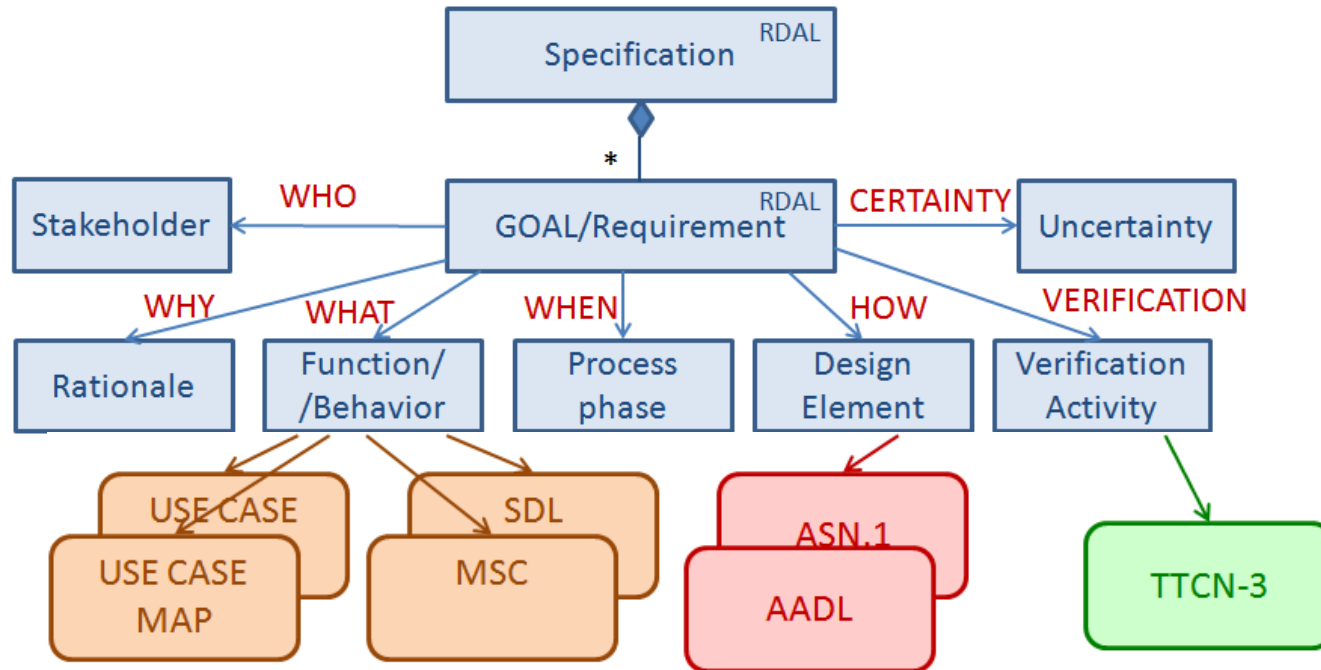 RDAL
Specification
*
WHO
RDAL
CERTAINTY
Stakeholder
GOAL/Requirement
Uncertainty
WHY
WHAT
WHEN
HOW
VERIFICATION
Rationale
Function/
/Behavior
Process
phase
Design
Element
Verification
Activity
USE CASE
SDL
ASN.1
USE CASE
MAP
MSC
AADL
TTCN-3